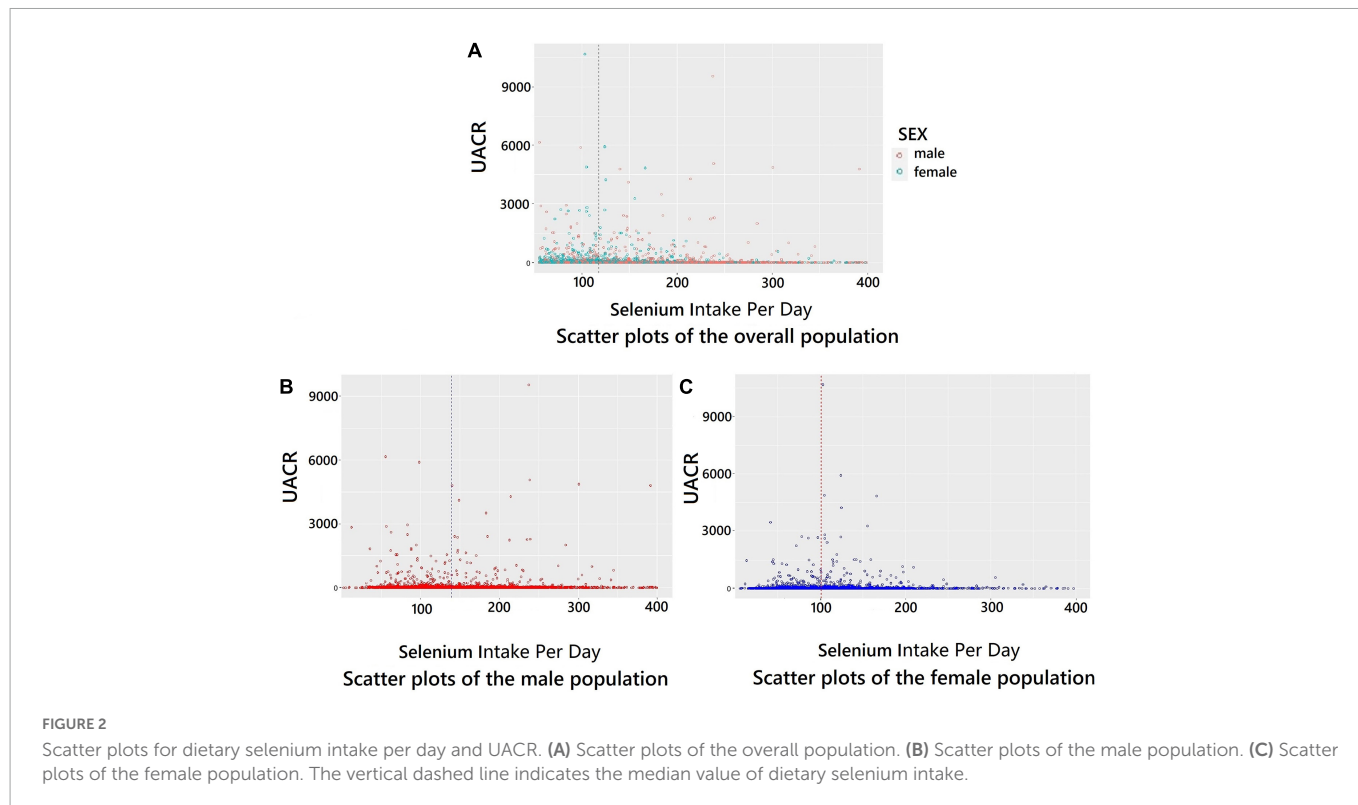 A
UACR
9000
6000
3000
0
100 200 300 400
Selenium Intake Per Day
Scatter plots of the overall population
SEX
male
female
B
UACR
9000
6000
3000
0
100 200 300 400
Selenium Intake Per Day
Scatter plots of the male population
C
UACR
9000
6000
3000
0
100 200 300 400
Selenium Intake Per Day
Scatter plots of the female population
FIGURE 2
Scatter plots for dietary selenium intake per day and UACR. (A) Scatter plots of the overall population. (B) Scatter plots of the male population. (C) Scatter
plots of the female population. The vertical dashed line indicates the median value of dietary selenium intake.